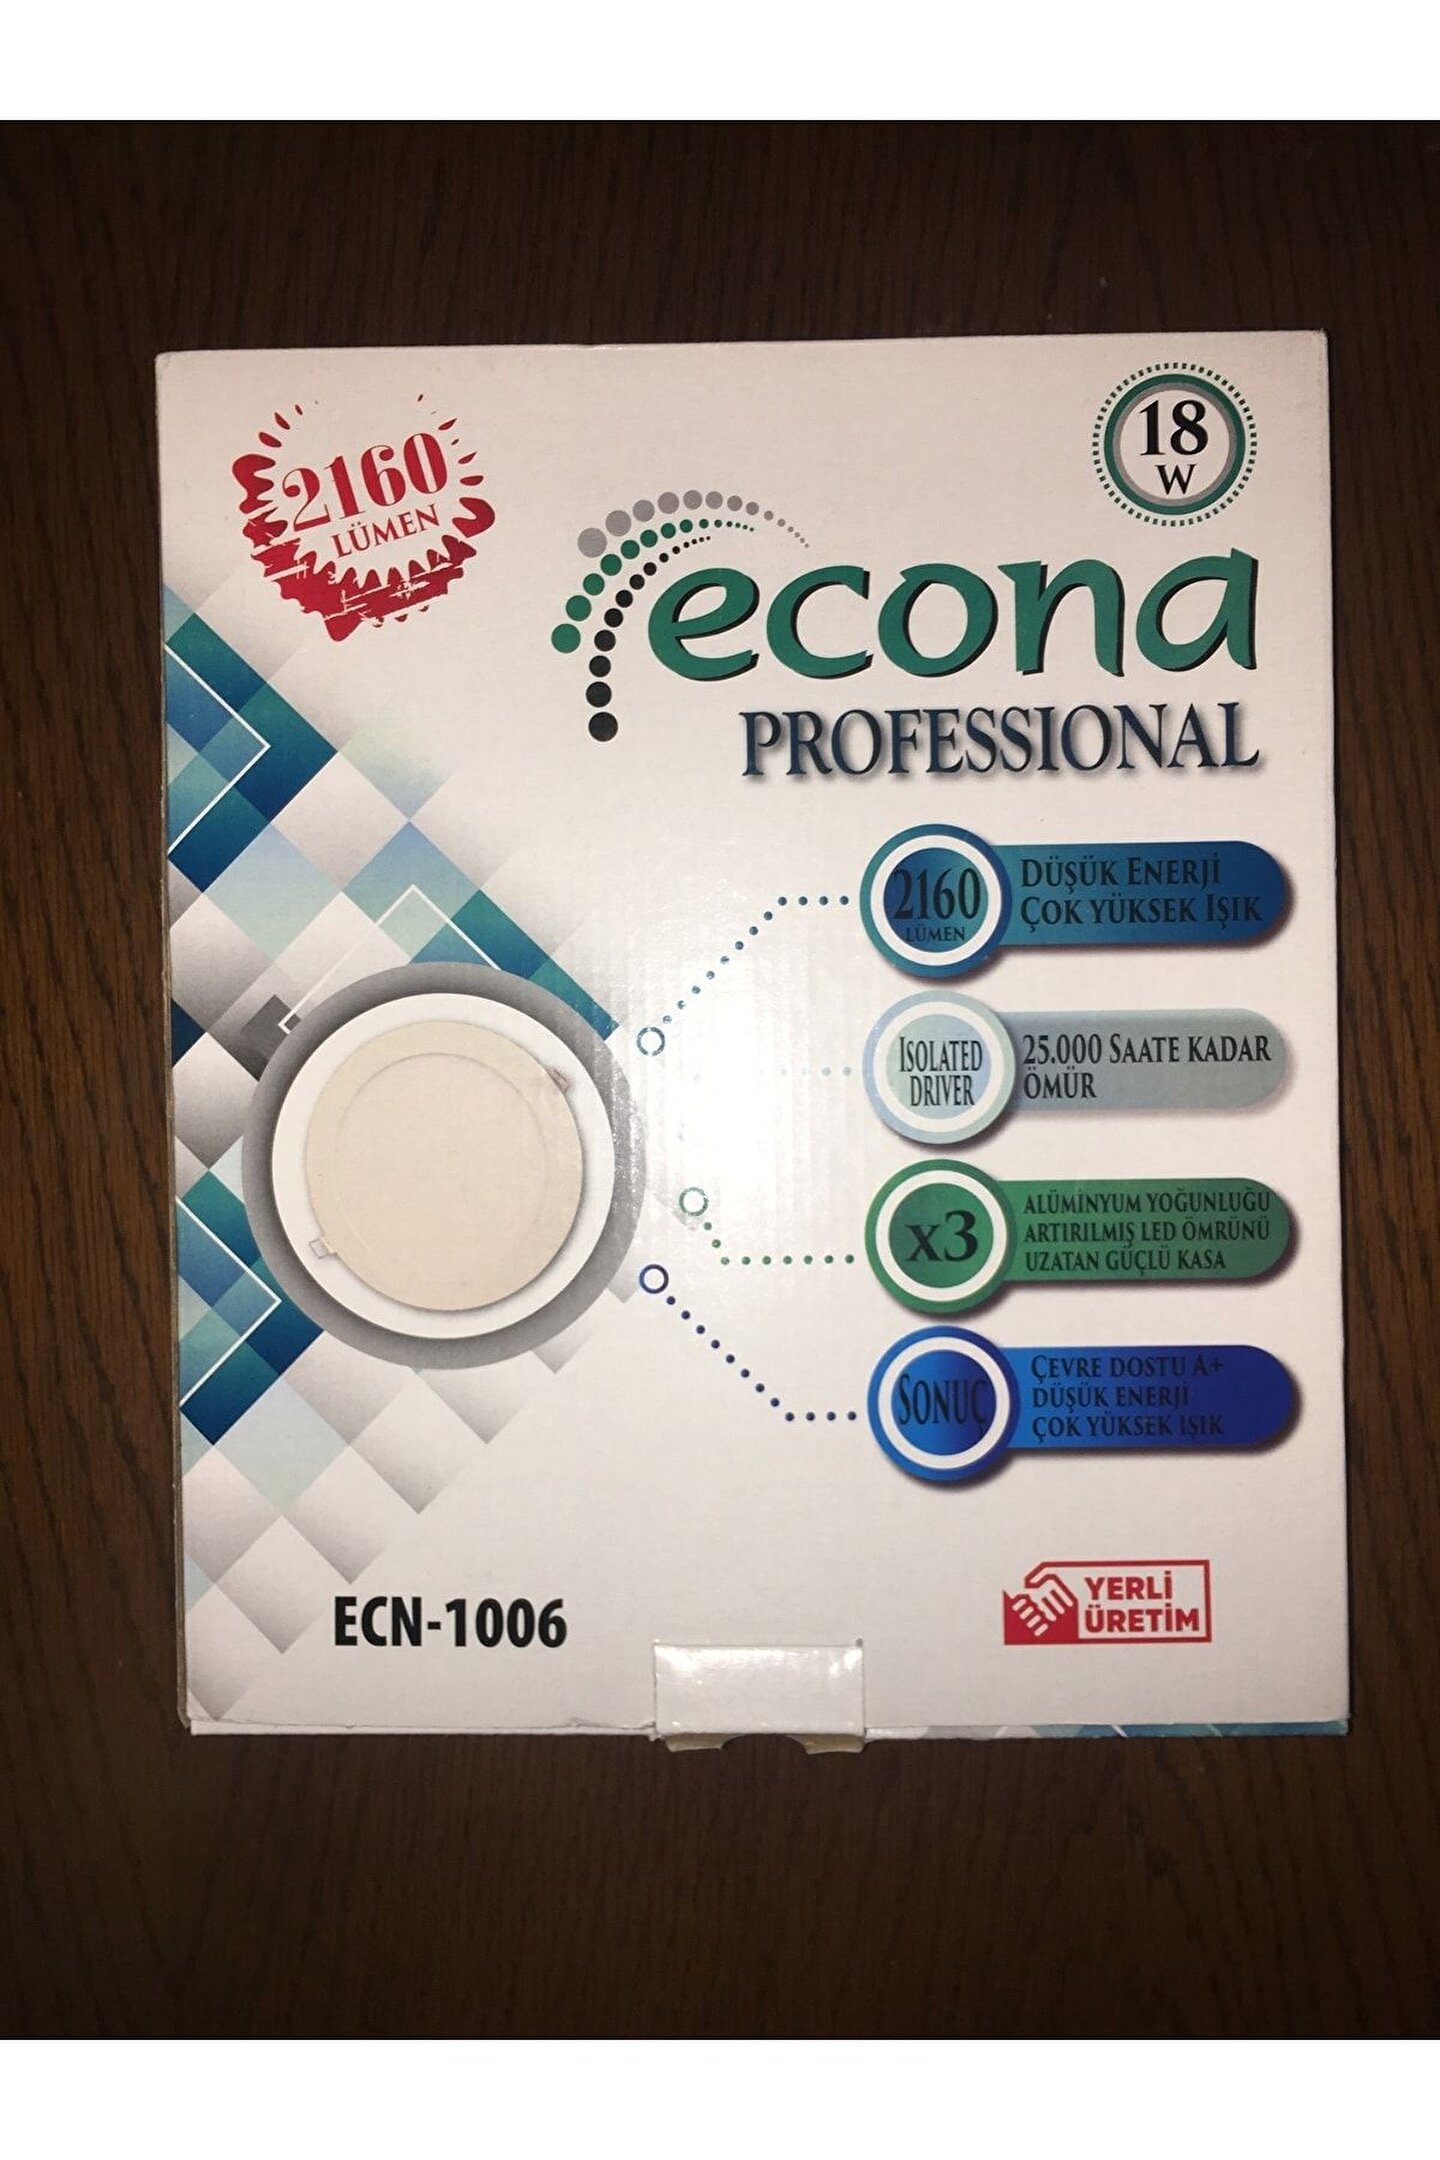 2160
LÜMEN
18
W
econa
PROFESSIONAL
2160
LÜMEN
DÜŞÜK ENERJİ
ÇOK YÜKSEK IŞIK
ISOLATED
DRIVER
25.000 SAATE KADAR
ÖMÜR
x3
ALÜMİNYUM YOĞUNLUĞU
ARTIRILMIŞ LED ÖMRÜNÜ
UZATAN GÜÇLÜ KASA
SONUÇ
ÇEVRE DOSTU A+
DÜŞÜK ENERJİ
ÇOK YÜKSEK IŞIK
ECN-1006
YERLİ
ÜRETİM